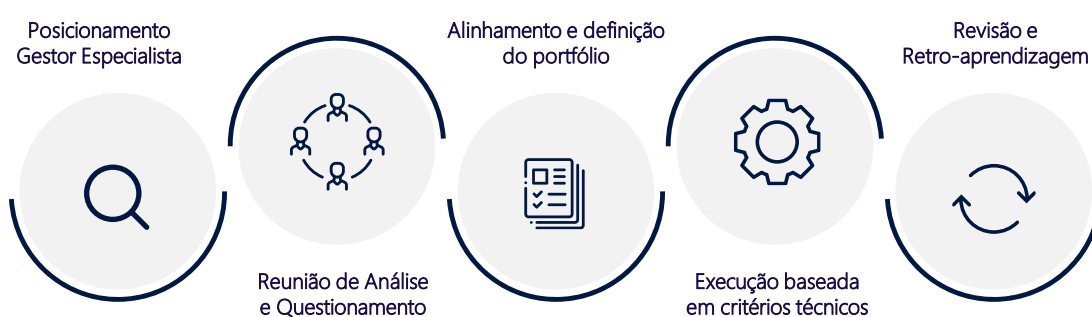 Posicionamento
Gestor Especialista
Reunião de Análise
e Questionamento
Alinhamento e definição
do portfólio
Execução baseada
em critérios técnicos
Revisão e
Retro-aprendizagem